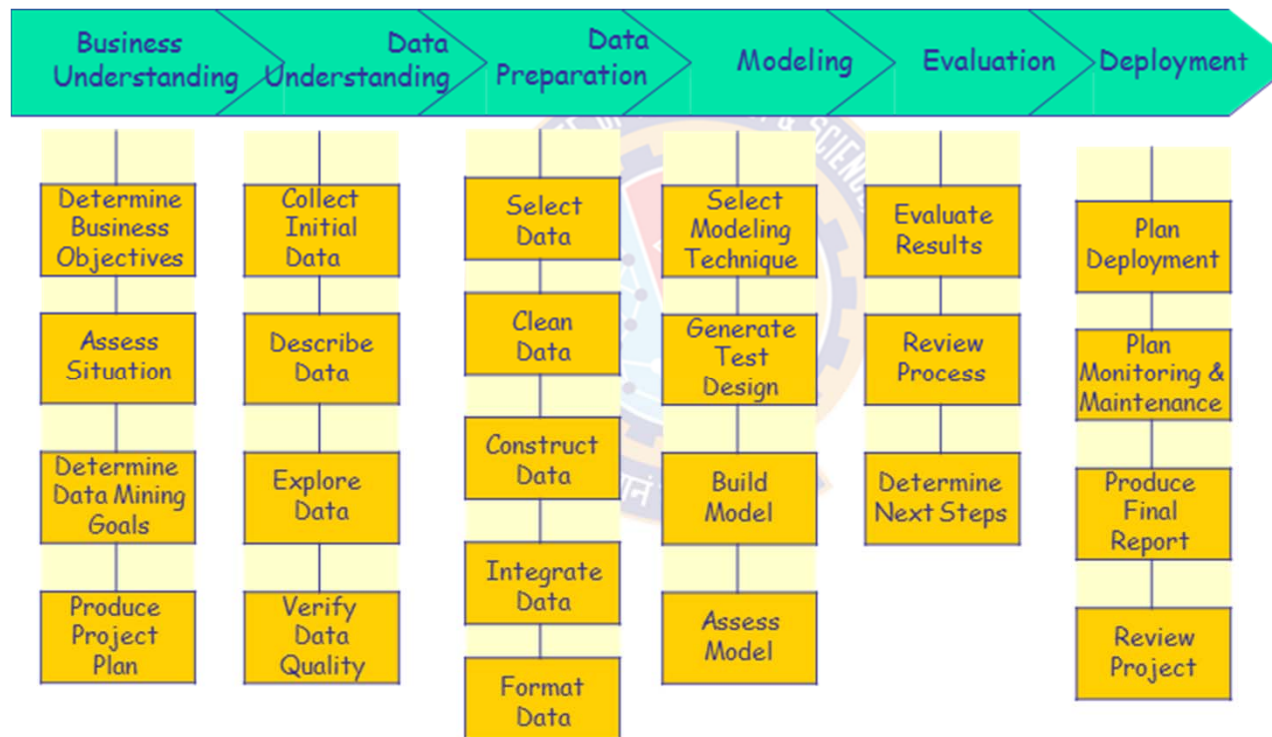 Business
Understanding
Data
Understanding
Data
Preparation
Modeling
Evaluation
Deployment
Determine
Business
Objectives
Assess
Situation
Determine
Data Mining
Goals
Produce
Project
Plan
Collect
Initial
Data
Describe
Data
Explore
Data
Verify
Data
Quality
Select
Data
Clean
Data
Construct
Data
Integrate
Data
Format
Data
Select
Modeling
Technique
Generate
Test
Design
Build
Model
Assess
Model
Evaluate
Results
Review
Process
Determine
Next Steps
Plan
Deployment
Plan
Monitoring &
Maintenance
Produce
Final
Report
Review
Project